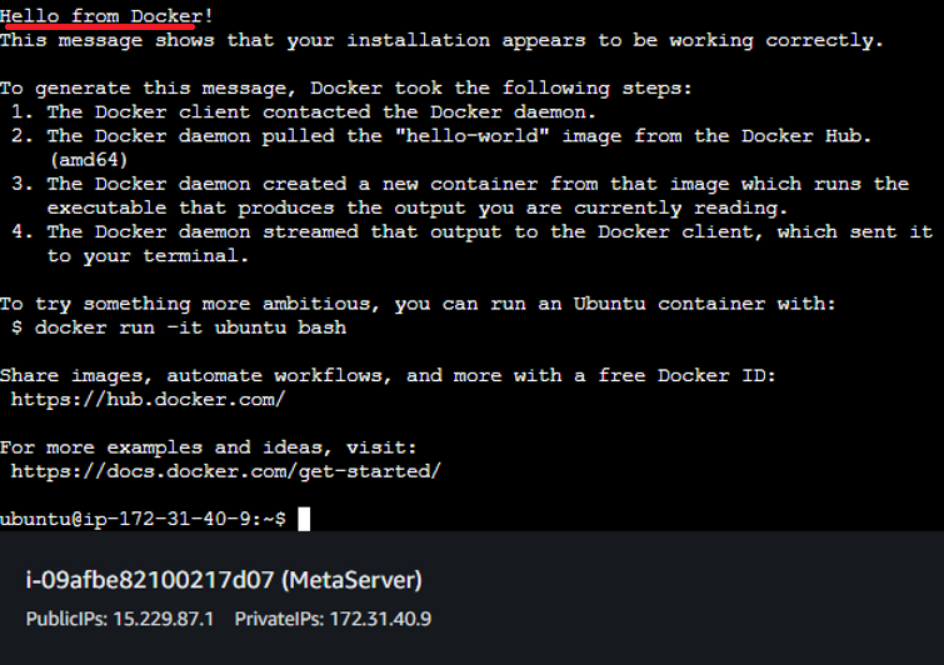 Hello from Docker!
This message shows that your installation appears to be working correctly.
To generate this message, Docker took the following steps:
1. The Docker client contacted the Docker daemon.
2. The Docker daemon pulled the "hello-world" image from the Docker Hub.
(amd64)
3. The Docker daemon created a new container from that image which runs the
executable that produces the output you are currently reading.
4. The Docker daemon streamed that output to the Docker client, which sent it
to your terminal.
To try something more ambitious, you can run an Ubuntu container with:
$ docker run -it ubuntu bash
Share images, automate workflows, and more with a free Docker ID:
https://hub.docker.com/
For more examples and ideas, visit:
https://docs.docker.com/get-started/
ubuntu@ip-172-31-40-9:~$
i-09afbe82100217d07 (MetaServer)
PublicIPs: 15.229.87.1 PrivateIPs: 172.31.40.9